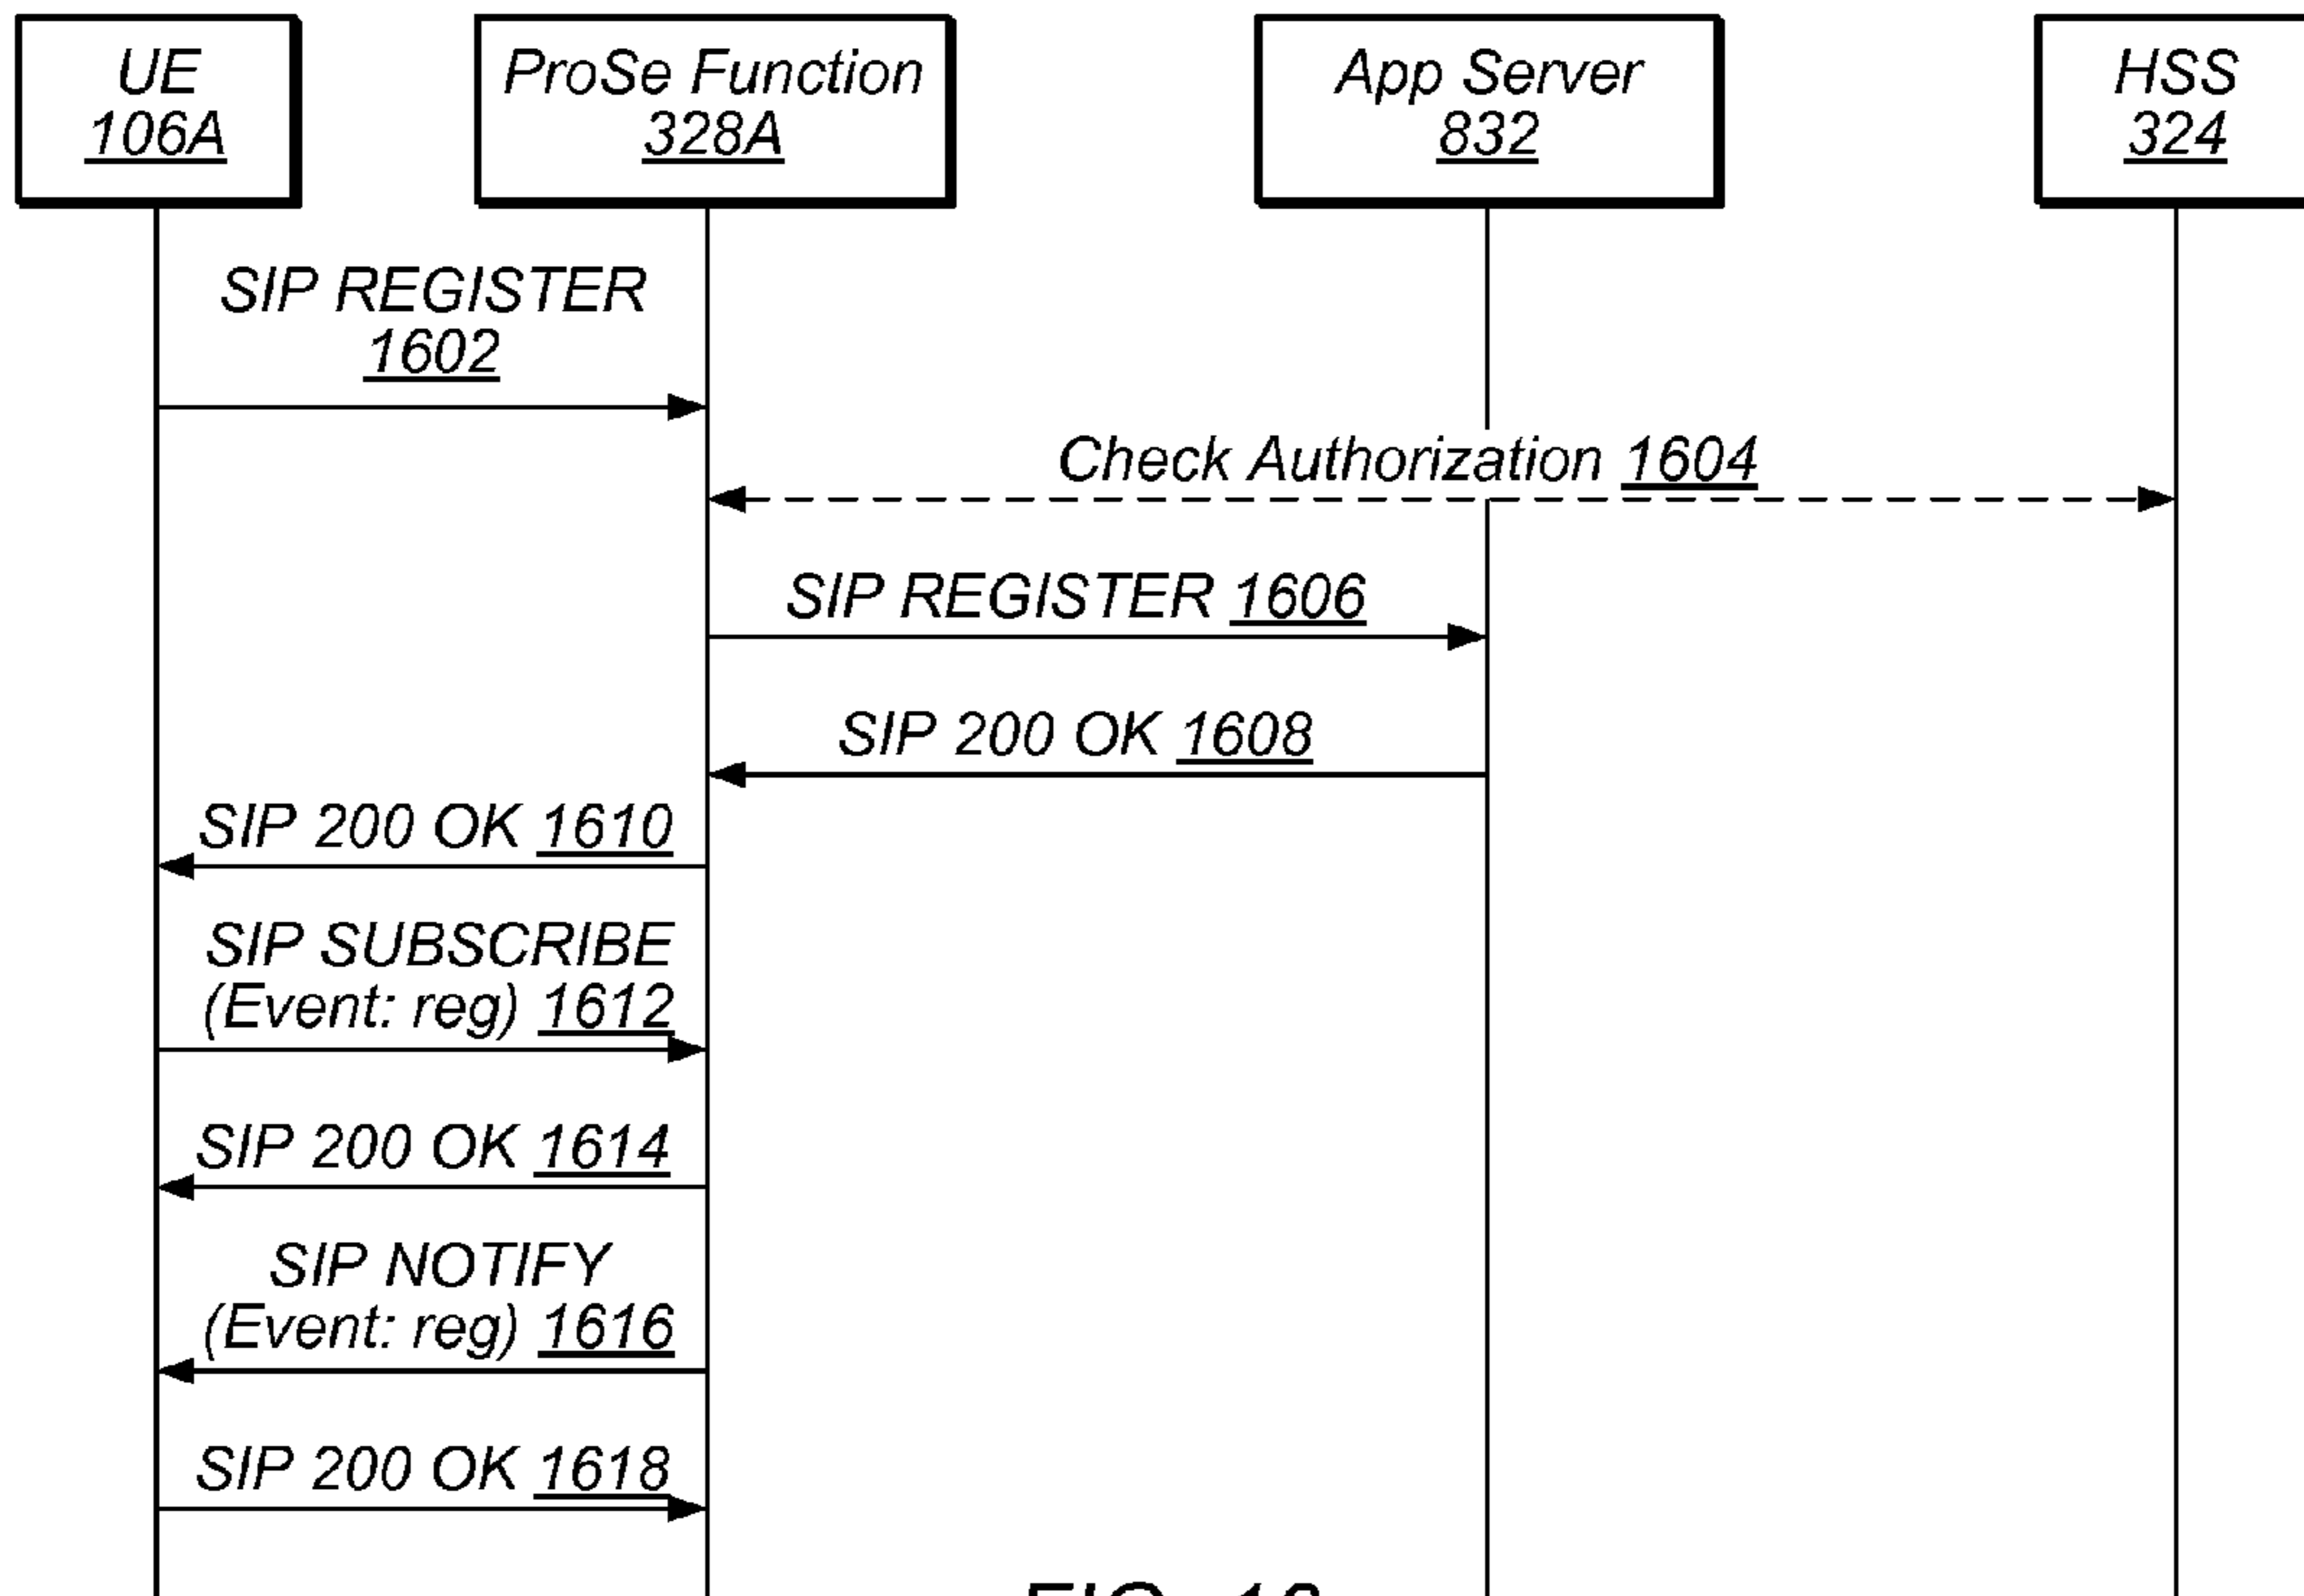 UE
106A
ProSe Function
328A
App Server
832
HSS
324
SIP REGISTER
1602
Check Authorization 1604
SIP REGISTER 1606
SIP 200 OK 1608
SIP 200 OK 1610
SIP SUBSCRIBE
(Event: reg) 1612
SIP 200 OK 1614
SIP NOTIFY
(Event: reg) 1616
SIP 200 OK 1618
FIG.